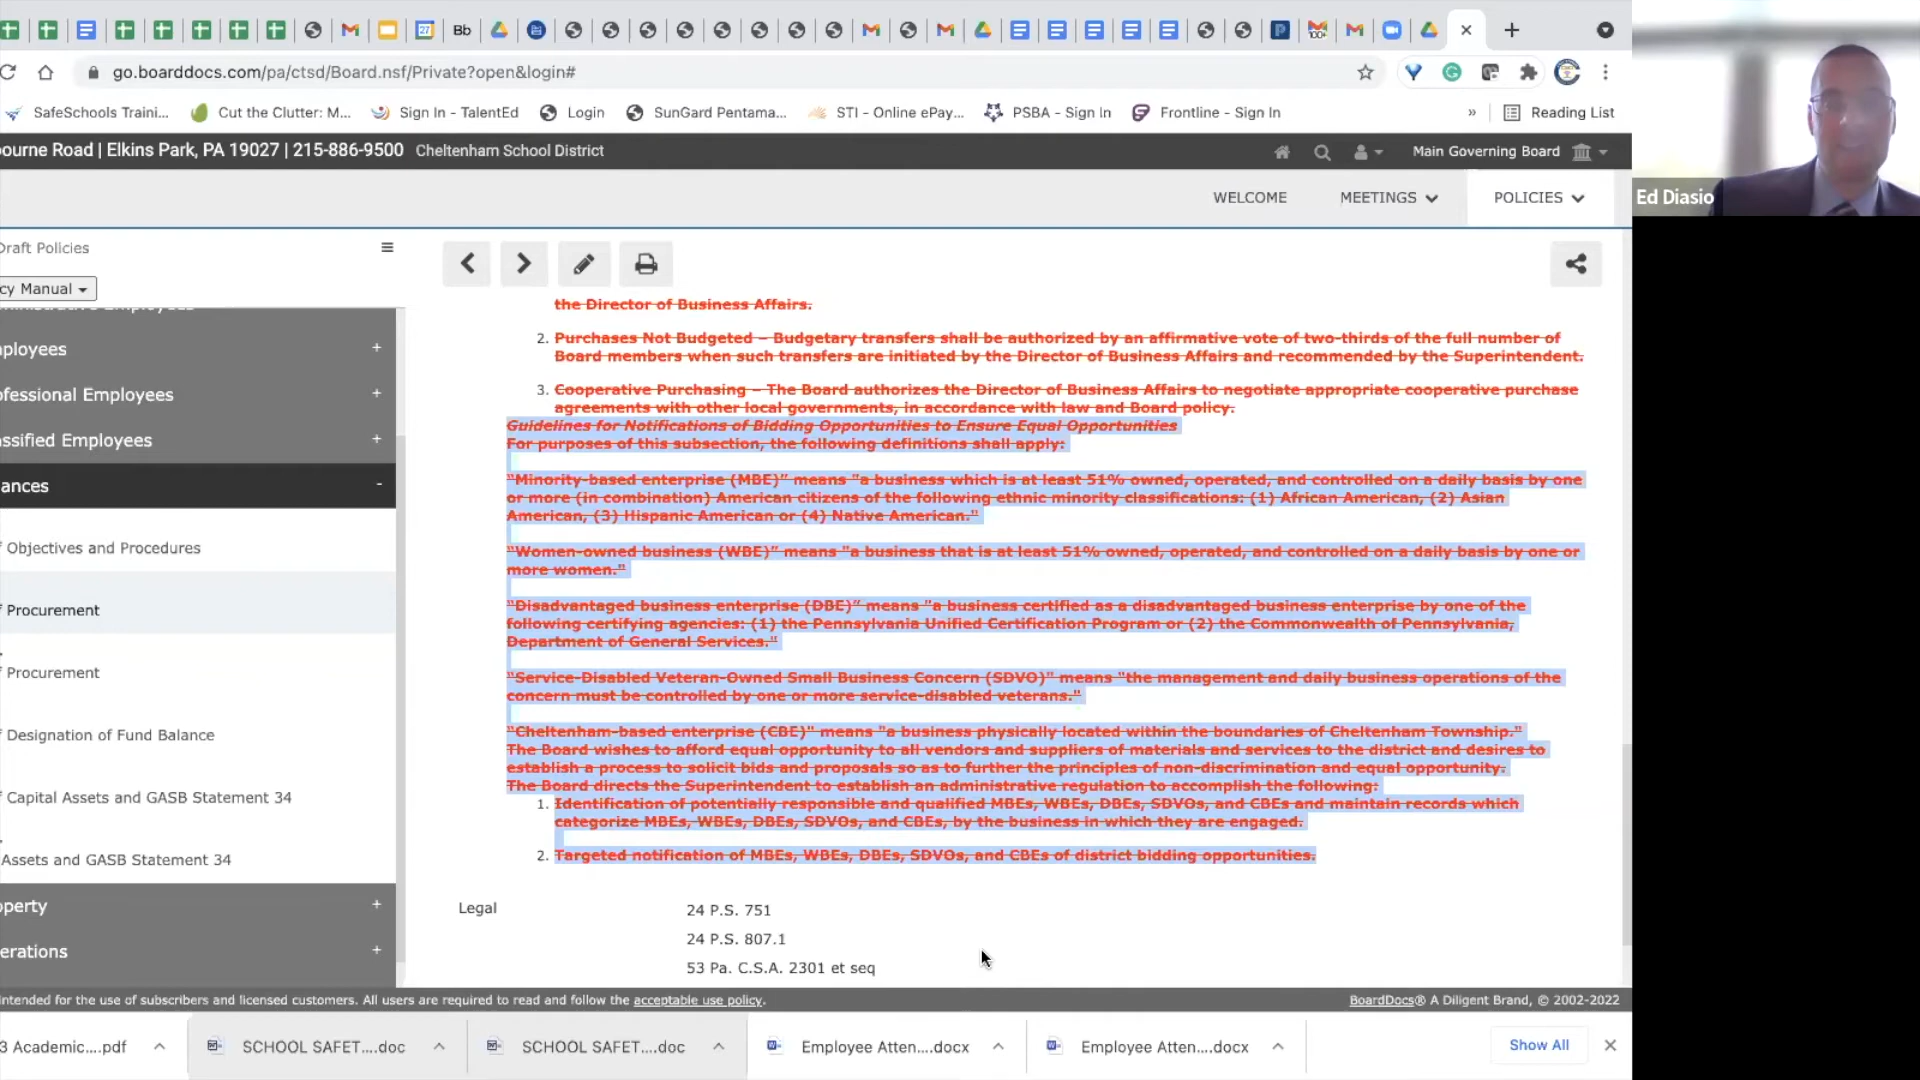 Bb
27
100+
go.boarddocs.com/pa/ctsd/Board.nsf/Private?open&login#
SafeSchools Traini...
Cut the Clutter: M...
Sign In - TalentEd
Login
SunGard Pentama...
STI - Online ePay...
PSBA - Sign In
Frontline - Sign In
»
Reading List
ourne Road | Elkins Park, PA 19027 | 215-886-9500 Cheltenham School District
Main Governing Board
WELCOME
MEETINGS
POLICIES
Ed Diasio
Draft Policies
cy Manual
ministrative Employees
ployees +
ofessional Employees +
assified Employees +
ances -
f Objectives and Procedures
f Procurement
f Procurement
f Designation of Fund Balance
f Capital Assets and GASB Statement 34
Assets and GASB Statement 34
operty +
erations +
the Director of Business Affairs.
2. Purchases Not Budgeted – Budgetary transfers shall be authorized by an affirmative vote of two-thirds of the full number of
Board members when such transfers are initiated by the Director of Business Affairs and recommended by the Superintendent.
3. Cooperative Purchasing – The Board authorizes the Director of Business Affairs to negotiate appropriate cooperative purchase
agreements with other local governments, in accordance with law and Board policy.
Guidelines for Notifications of Bidding Opportunities to Ensure Equal Opportunities
For purposes of this subsection, the following definitions shall apply:
"Minority-based enterprise (MBE)" means "a business which is at least 51% owned, operated, and controlled on a daily basis by one
or more (in combination) American citizens of the following ethnic minority classifications: (1) African American, (2) Asian
American, (3) Hispanic American or (4) Native American."
"Women-owned business (WBE)" means "a business that is at least 51% owned, operated, and controlled on a daily basis by one or
more women."
"Disadvantaged business enterprise (DBE)" means "a business certified as a disadvantaged business enterprise by one of the
following certifying agencies: (1) the Pennsylvania Unified Certification Program or (2) the Commonwealth of Pennsylvania,
Department of General Services."
"Service-Disabled Veteran-Owned Small Business Concern (SDVO)" means "the management and daily business operations of the
concern must be controlled by one or more service-disabled veterans."
"Cheltenham-based enterprise (CBE)" means "a business physically located within the boundaries of Cheltenham Township."
The Board wishes to afford equal opportunity to all vendors and suppliers of materials and services to the district and desires to
establish a process to solicit bids and proposals so as to further the principles of non-discrimination and equal opportunity.
The Board directs the Superintendent to establish an administrative regulation to accomplish the following:
1. Identification of potentially responsible and qualified MBEs, WBEs, DBEs, SDVOs, and CBEs and maintain records which
categorize MBEs, WBEs, DBEs, SDVOs, and CBEs, by the business in which they are engaged.
2. Targeted notification of MBEs, WBEs, DBEs, SDVOs, and CBEs of district bidding opportunities.
Legal
24 P.S. 751
24 P.S. 807.1
53 Pa. C.S.A. 2301 et seq
intended for the use of subscribers and licensed customers. All users are required to read and follow the acceptable use policy.
BoardDocs® A Diligent Brand, © 2002-2022
3 Academic....pdf
SCHOOL SAFET....doc
SCHOOL SAFET....doc
Employee Atten....docx
Employee Atten....docx
Show All